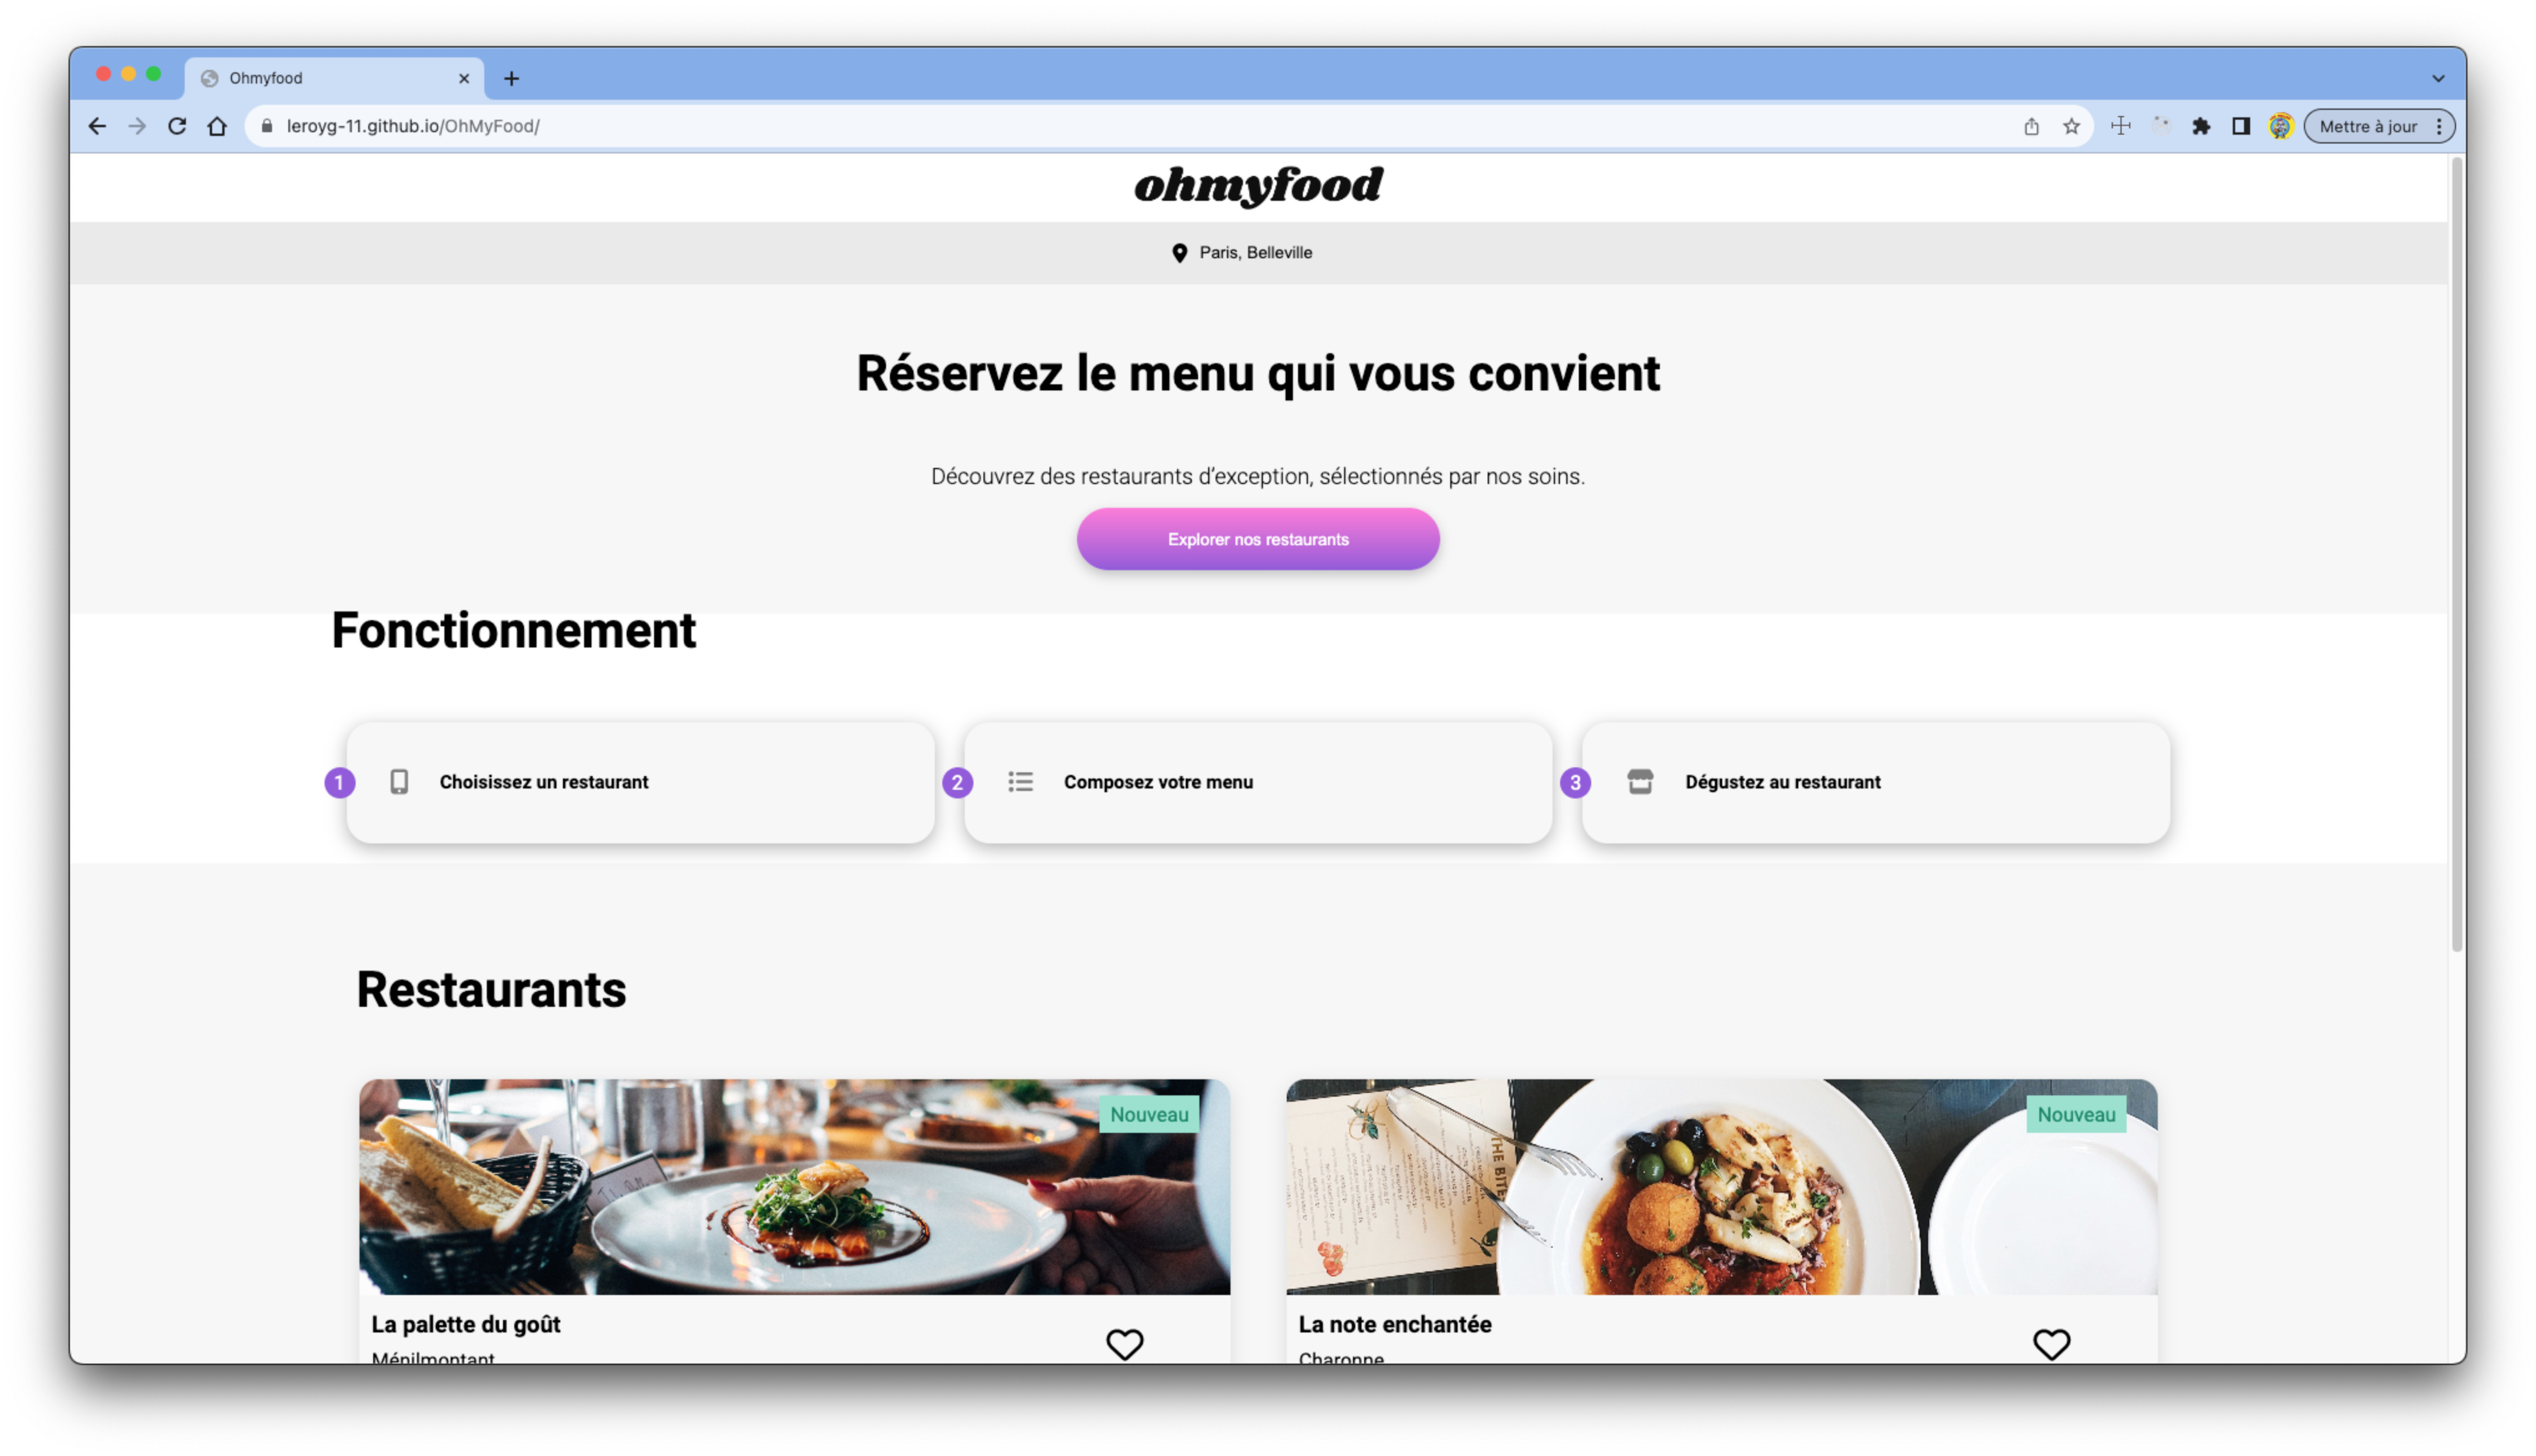 Ohmyfood
leroyg-11.github.io/OhMyFood/
Mettre à jour
ohmyfood
Paris, Belleville
Réservez le menu qui vous convient
Découvrez des restaurants d’exception, sélectionnés par nos soins.
Explorer nos restaurants
Fonctionnement
1 Choisissez un restaurant
2 Composez votre menu
3 Dégustez au restaurant
Restaurants
Nouveau
Nouveau
THE BITE
La palette du goût
Ménilmontant
La note enchantée
Charonne